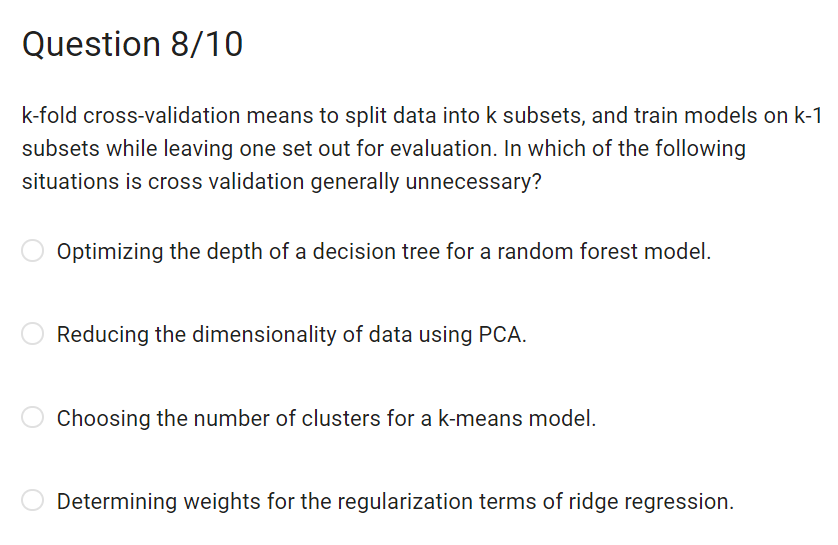 Question 8/10
k-fold cross-validation means to split data into k subsets, and train models on k-1
subsets while leaving one set out for evaluation. In which of the following
situations is cross validation generally unnecessary?
Optimizing the depth of a decision tree for a random forest model.
Reducing the dimensionality of data using PCA.
Choosing the number of clusters for a k-means model.
Determining weights for the regularization terms of ridge regression.